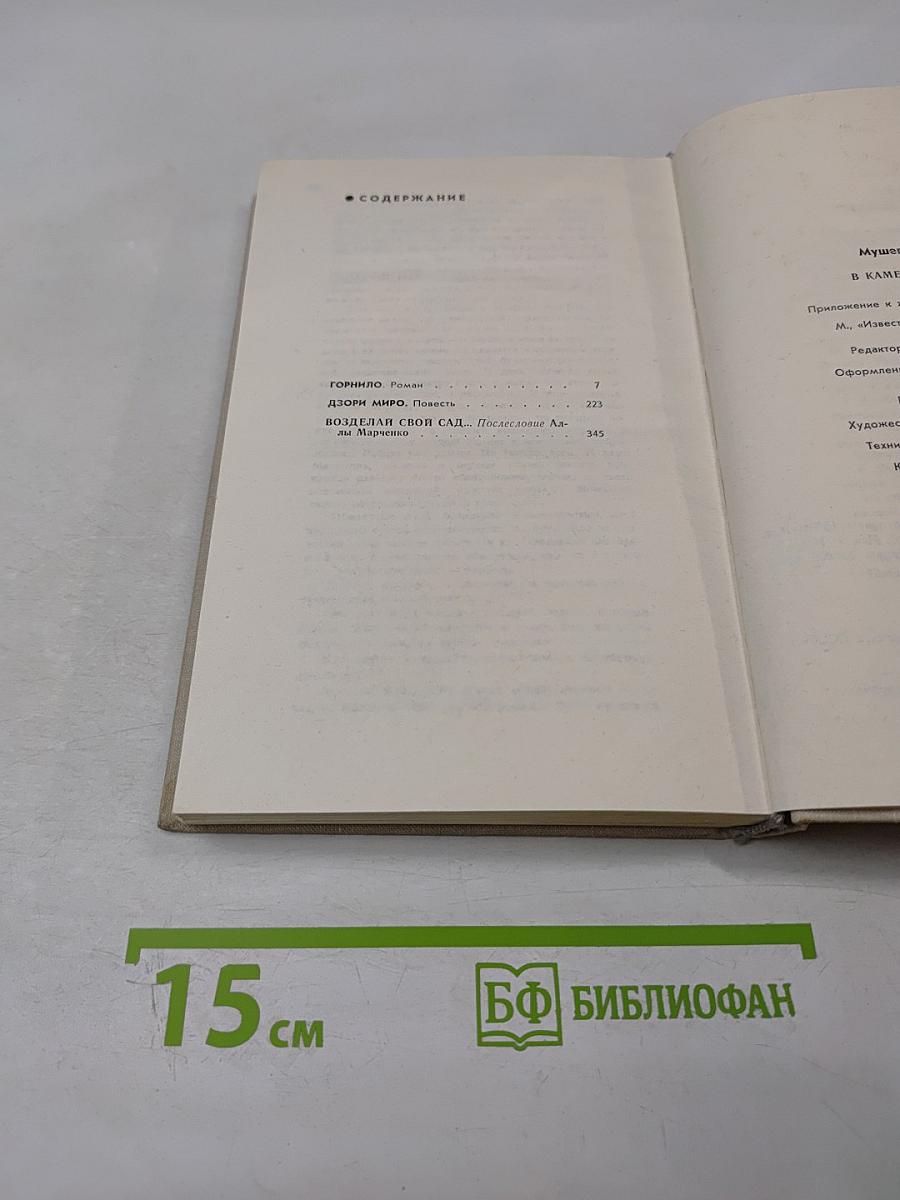 СОДЕРЖАНИЕ
ГОРНИЛО. Роман . . . . . . . . . . 7
ДЗОРИ МИРО. Повесть . . . . . . . . 223
ВОЗДЕЛАЙ СВОЙ САД... Послесловие Ал-
лы Марченко . . . . . . . . . . . 345
Мушег
В КАМЕ
Приложение к
М., «Извест
Редактор
Оформлени
Художес
Техни
15 см
БФ БИБЛИОФАН